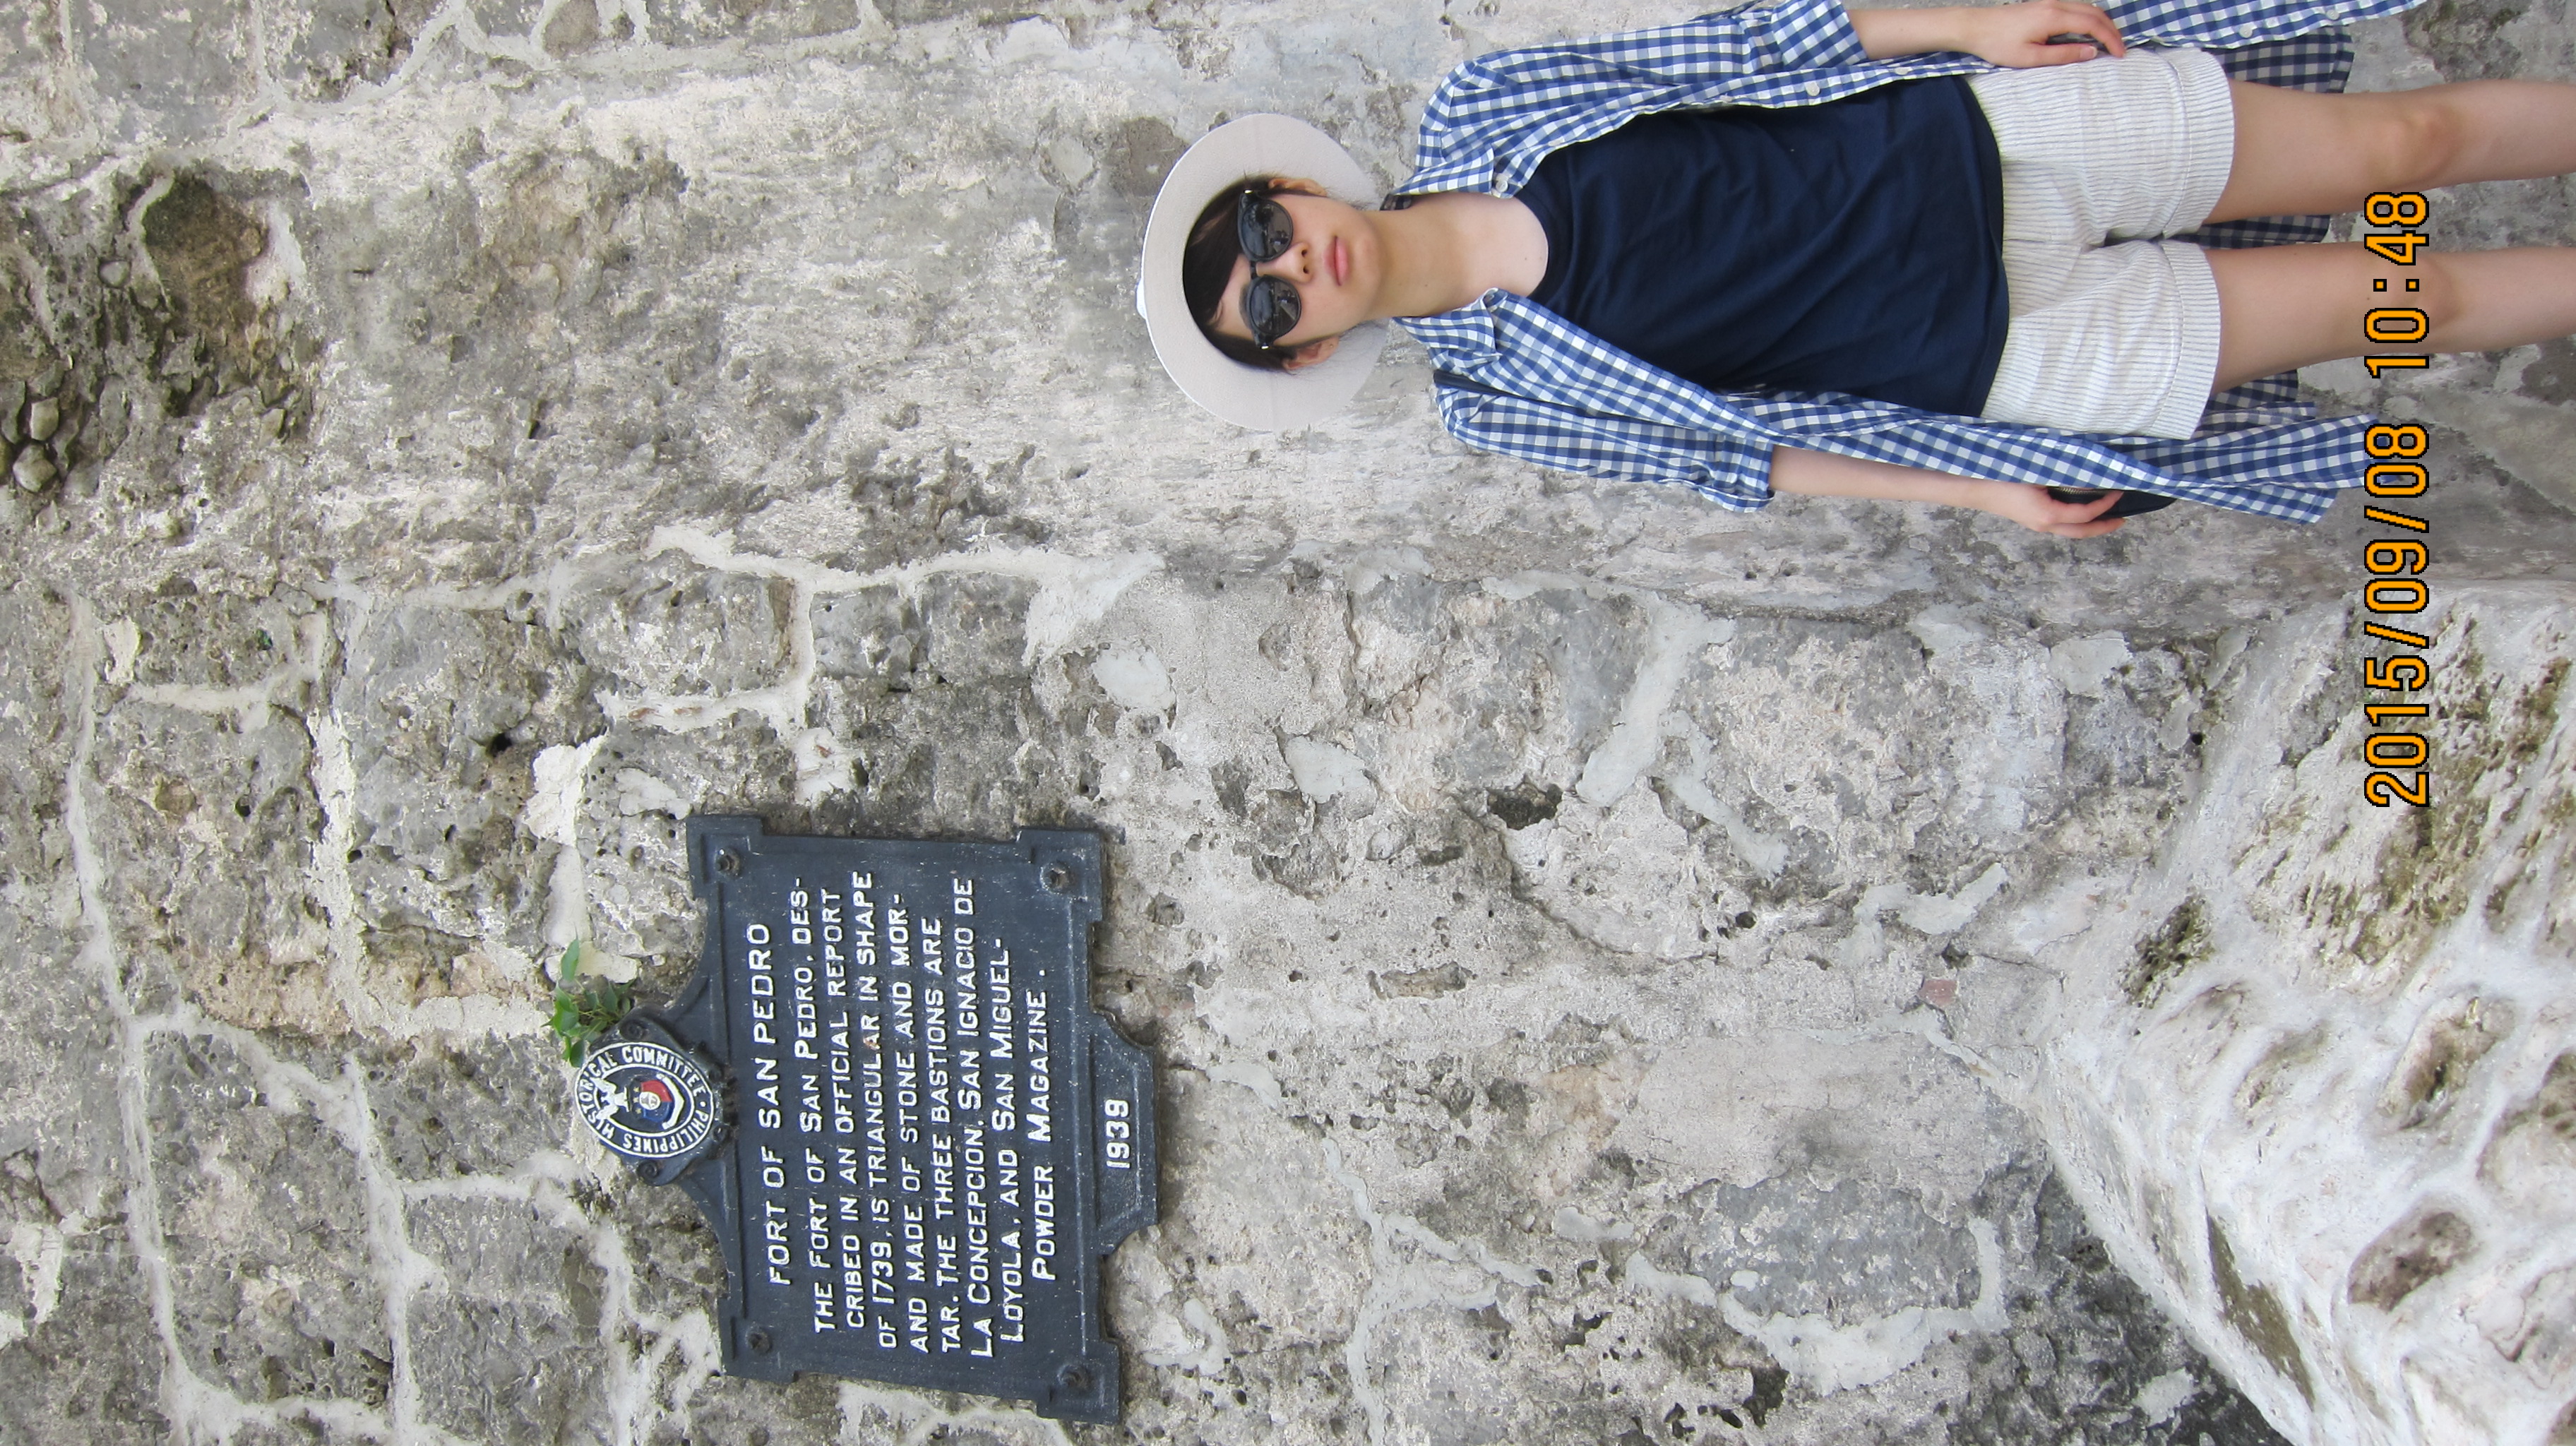 PHILIPPINES HISTORICAL COMMITTEE
FORT OF SAN PEDRO
THE FORT OF SAN PEDRO, DES-
CRIBED IN AN OFFICIAL REPORT
OF 1739, IS TRIANGULAR IN SHAPE
AND MADE OF STONE AND MOR-
TAR. THE THREE BASTIONS ARE
LA CONCEPCION, SAN IGNACIO DE
LOYOLA, AND SAN MIGUEL-
POWDER MAGAZINE.
1939
2015/09/08 10:48